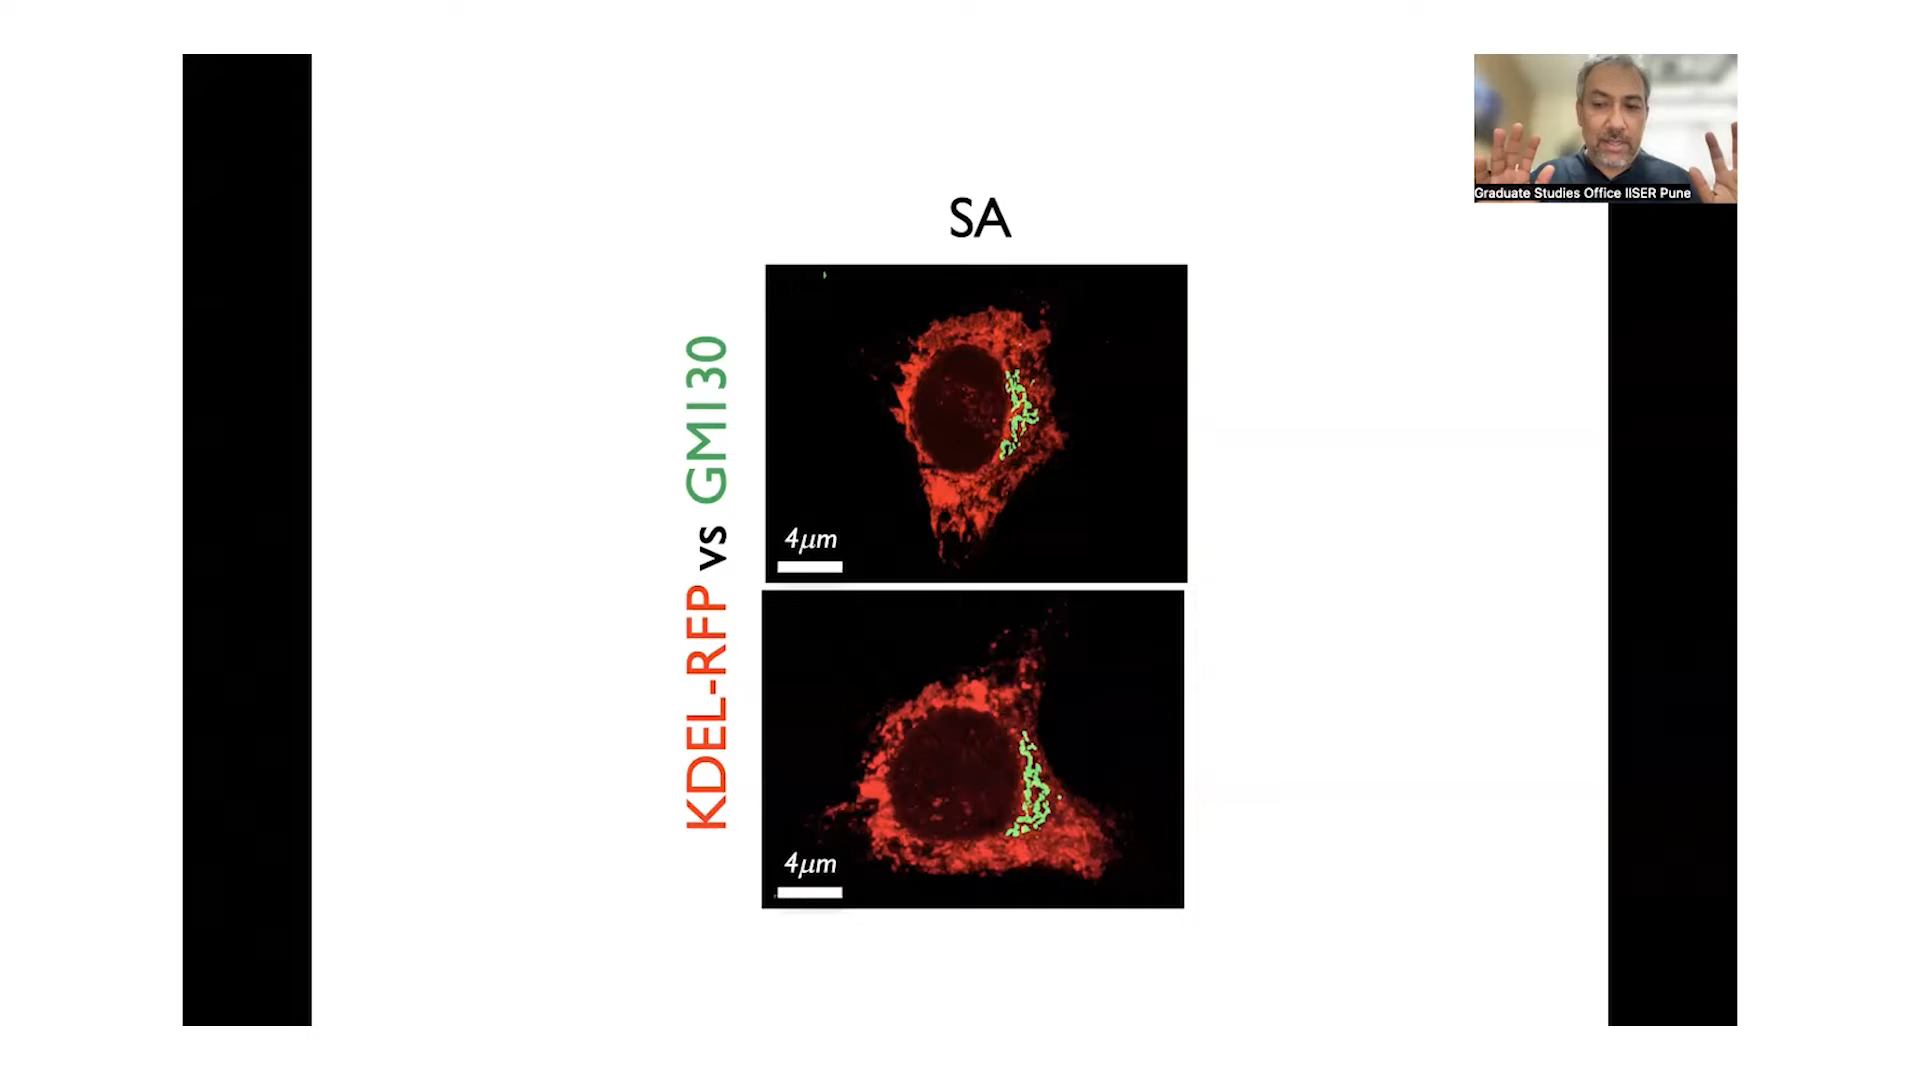 Graduate Studies Office IISER Pune
SA
KDEL-RFP vs GM130
4μm
4μm